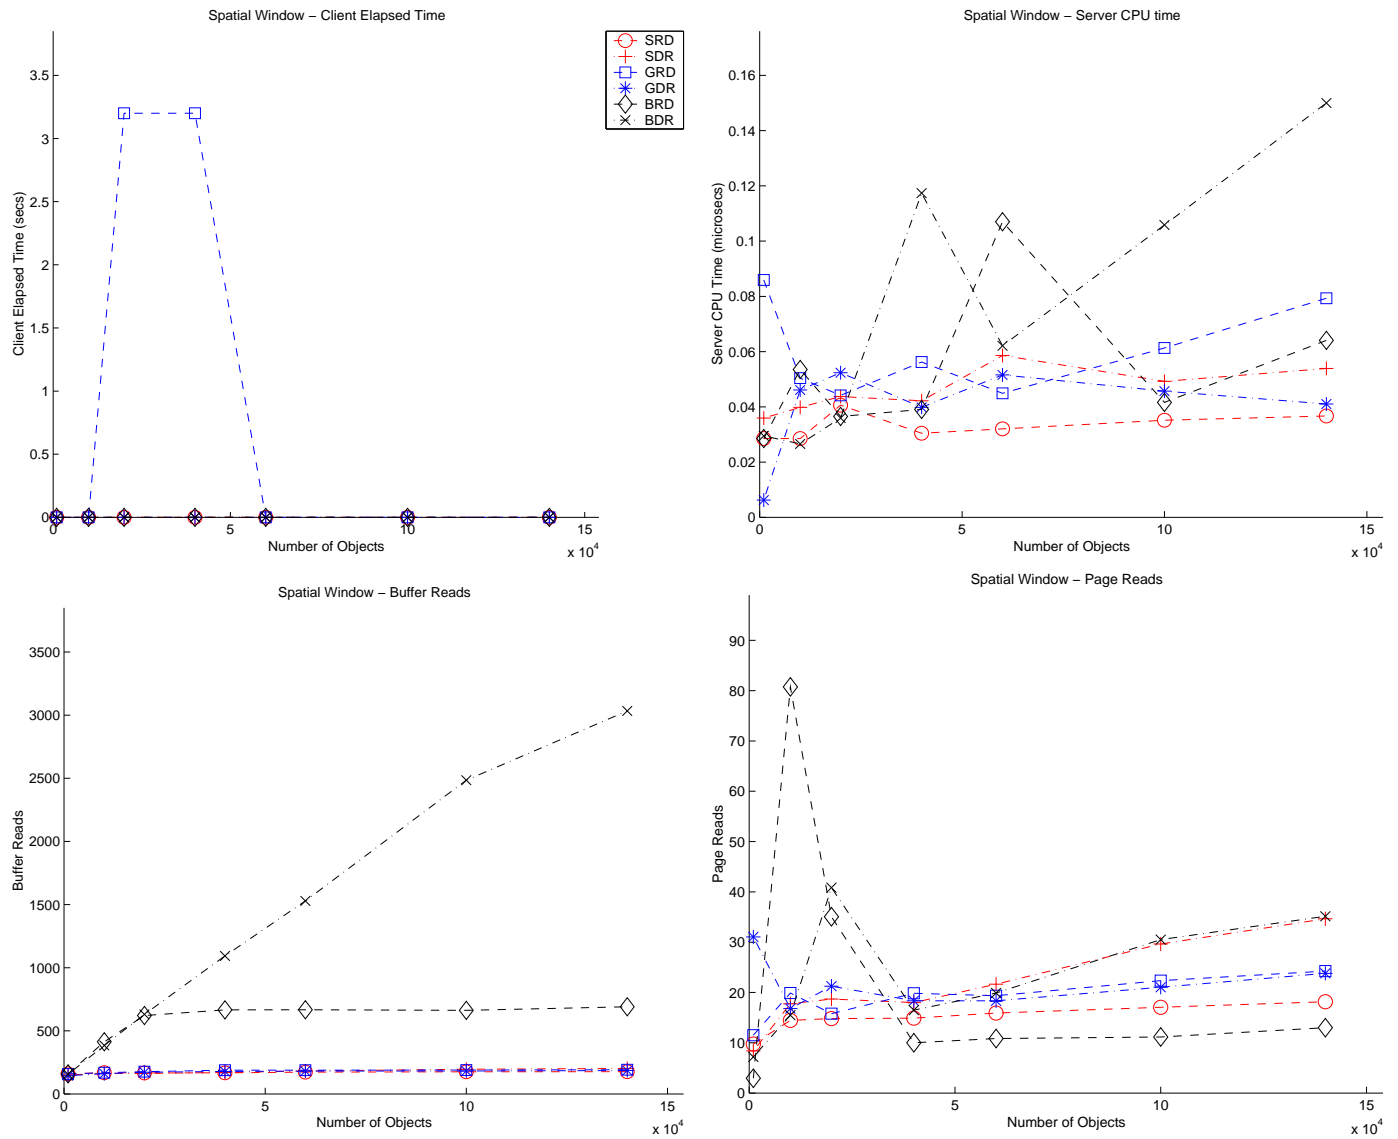 Spatial Window – Client Elapsed Time
3.5
3
2.5
2
1.5
1
0.5
0
0
5
10
15
x 10^4
Client Elapsed Time (secs)
Number of Objects
SRD
SDR
GRD
GDR
BRD
BDR
Spatial Window – Server CPU time
0.16
0.14
0.12
0.1
0.08
0.06
0.04
0.02
0
0
5
10
15
x 10^4
Server CPU Time (microsecs)
Number of Objects
Spatial Window – Buffer Reads
3500
3000
2500
2000
1500
1000
500
0
0
5
10
15
x 10^4
Buffer Reads
Number of Objects
Spatial Window – Page Reads
90
80
70
60
50
40
30
20
10
0
0
5
10
15
x 10^4
Page Reads
Number of Objects